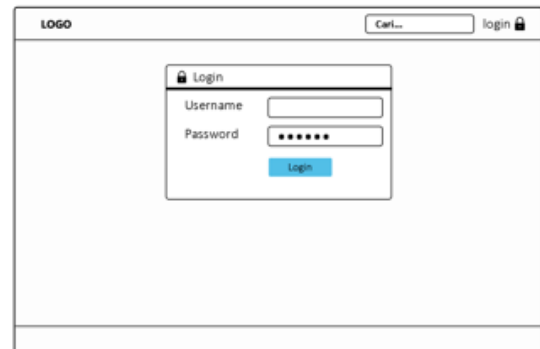 LOGO Cari... login
Login
Username
Password ••••••
Login